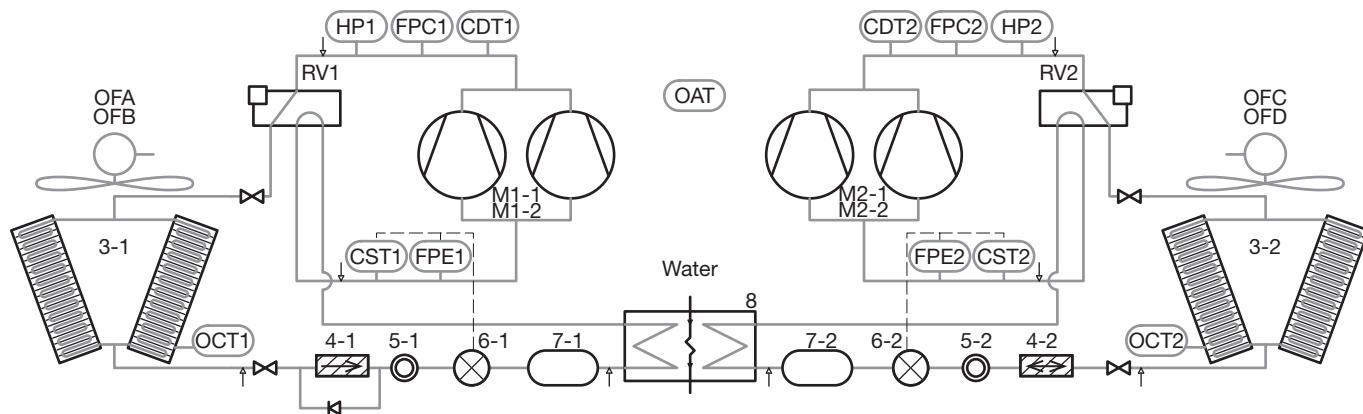 HP1 FPC1 CDT1
CDT2 FPC2 HP2
RV1
RV2
OAT
OFA
OFB
OFC
OFD
M1-1
M1-2
M2-1
M2-2
3-1
3-2
CST1 FPE1
FPE2 CST2
Water
8
OCT1
4-1 5-1 6-1 7-1
7-2 6-2 5-2 4-2
OCT2